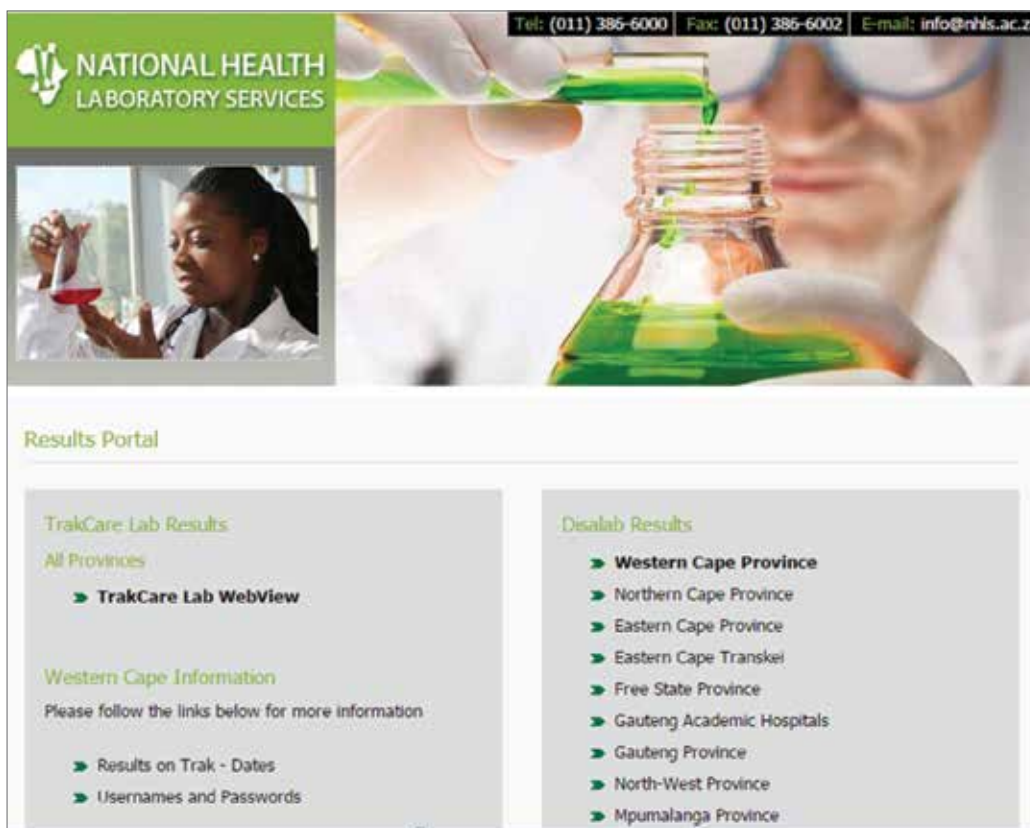 Tel: (011) 386-6000 Fax: (011) 386-6002 E-mail: info@nhls.ac.z
NATIONAL HEALTH
LABORATORY SERVICES
Results Portal
TrakCare Lab Results
All Provinces
TrakCare Lab WebView
Western Cape Information
Please follow the links below for more information
Results on Trak - Dates
Usernames and Passwords
Disalab Results
Western Cape Province
Northern Cape Province
Eastern Cape Province
Eastern Cape Transkei
Free State Province
Gauteng Academic Hospitals
Gauteng Province
North-West Province
Mpumalanga Province